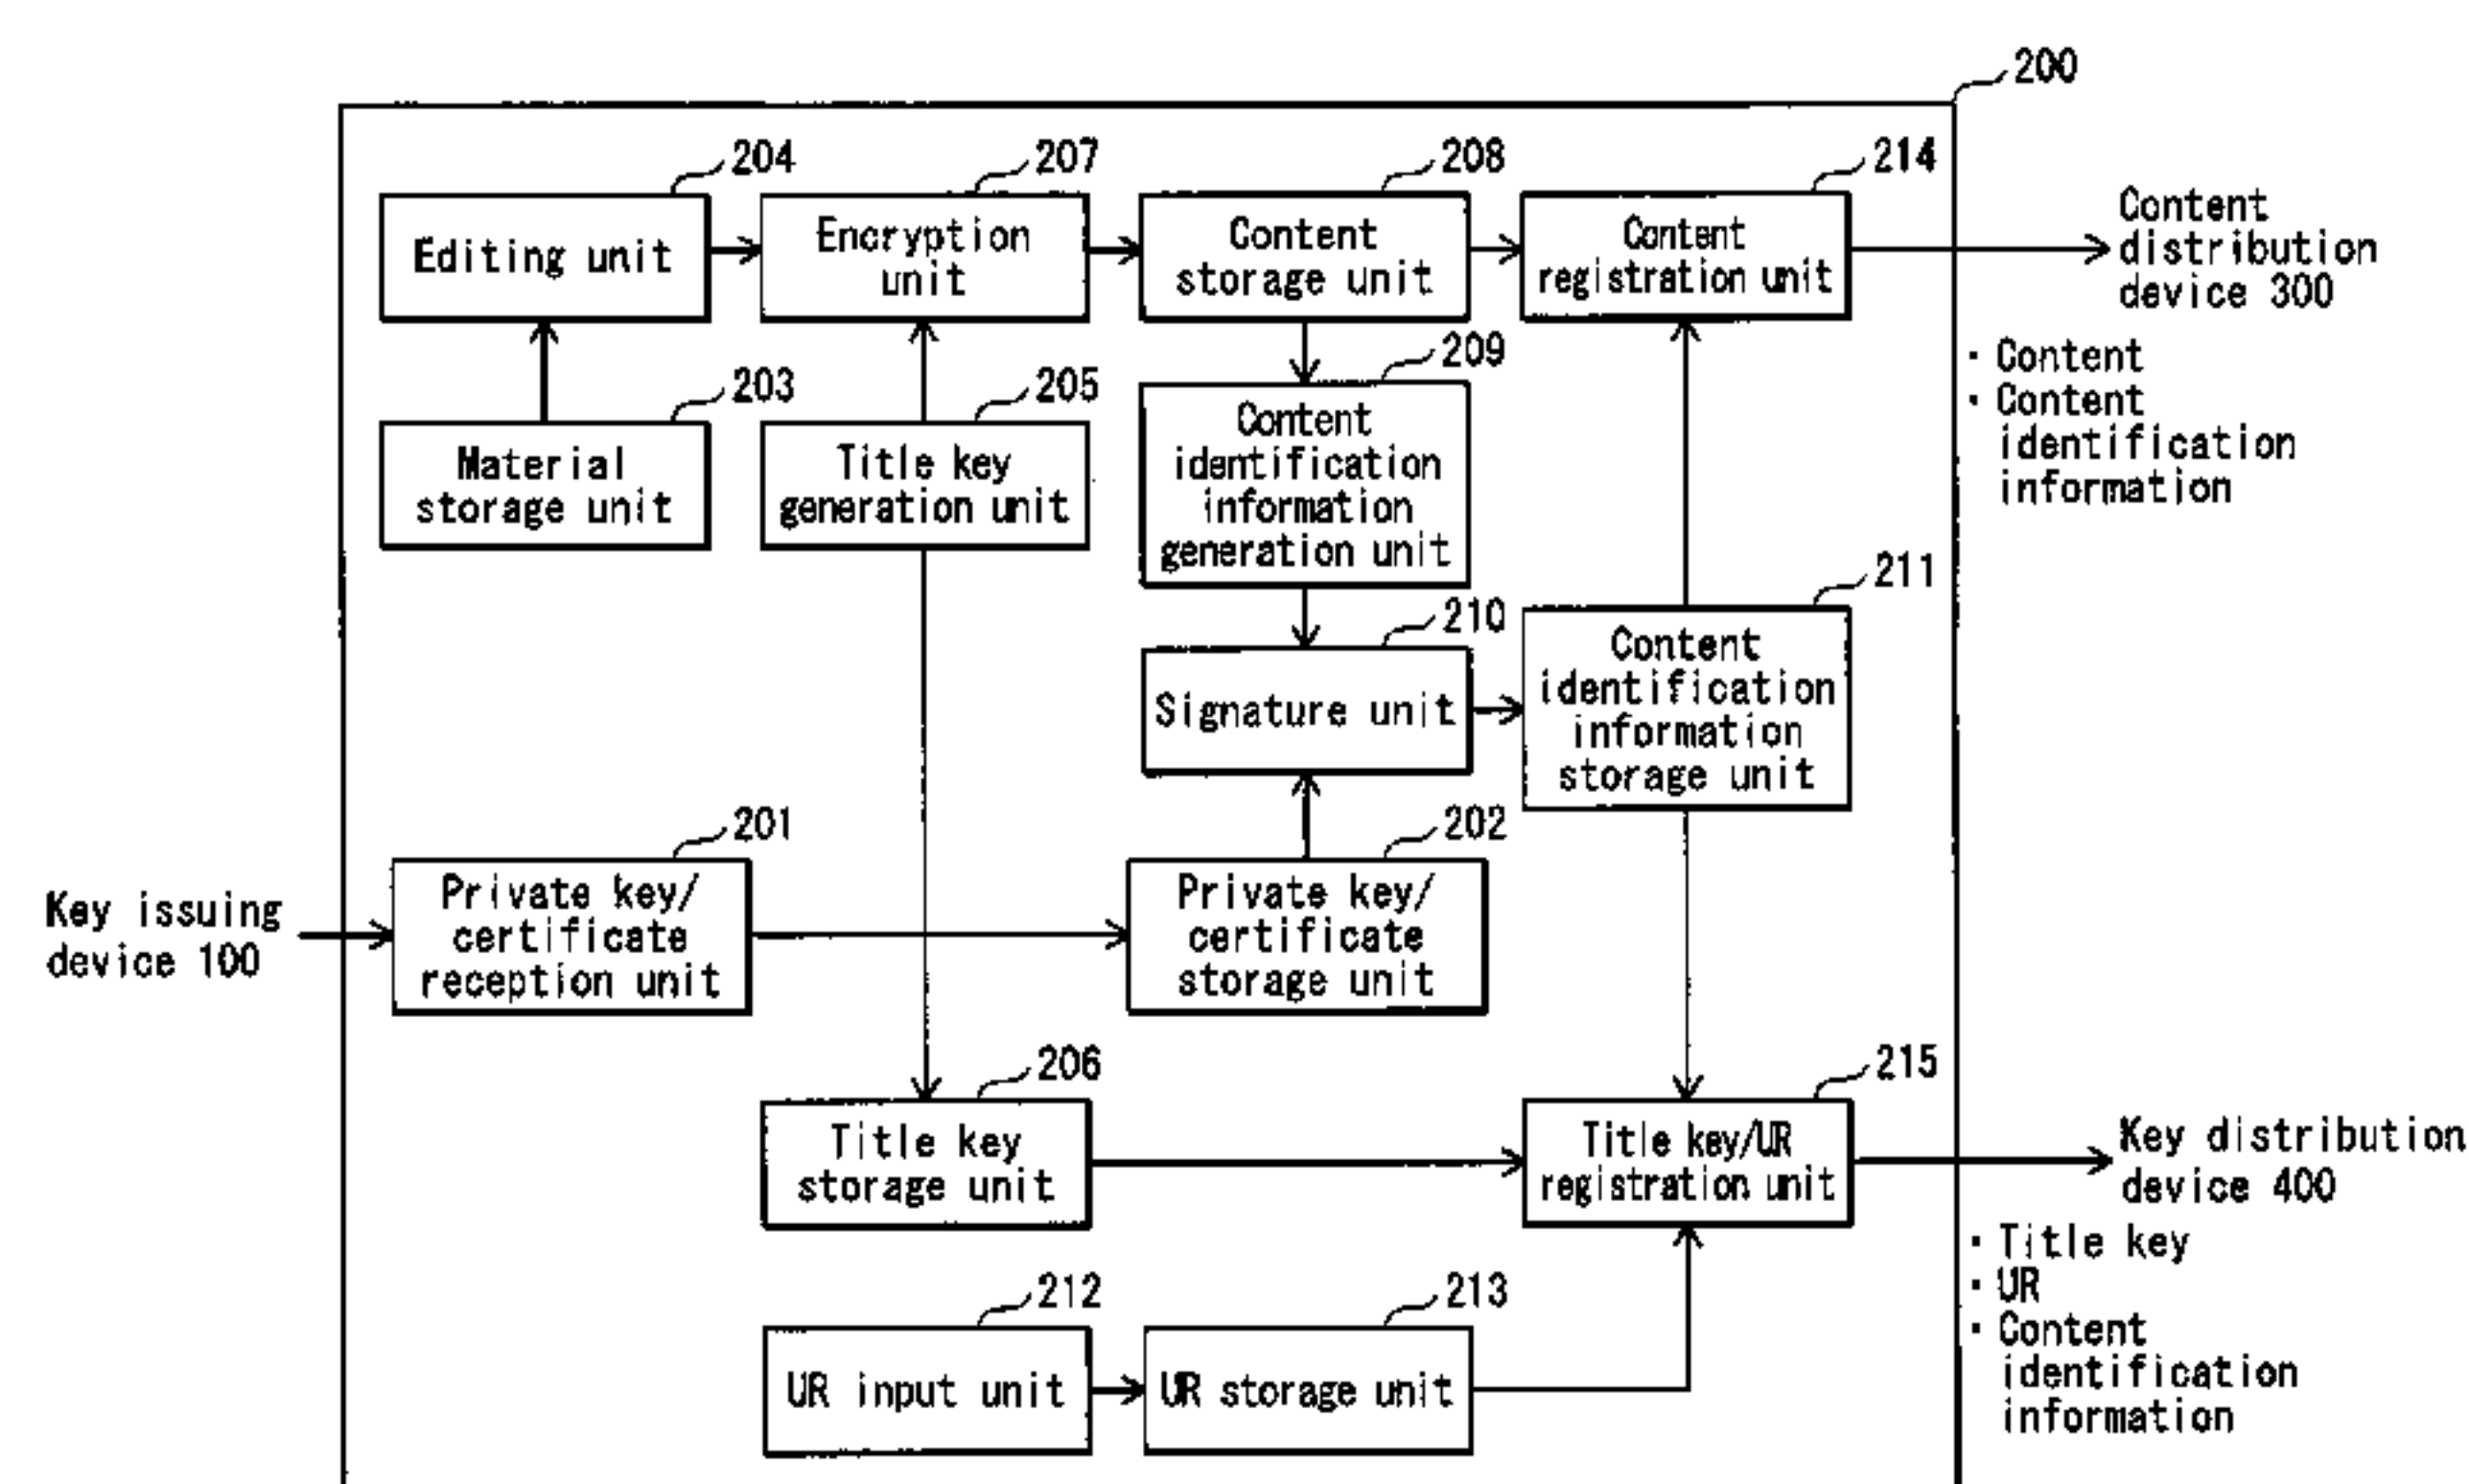 200
204
207
208
214
Editing unit
Encryption
unit
Content
storage unit
Content
registration unit
Content
distribution
device 300
・Content
・Content
identification
information
203
205
209
Material
storage unit
Title key
generation unit
Content
identification
information
generation unit
210
211
Signature unit
Content
identification
information
storage unit
Key issuing
device 100
201
202
Private key/
certificate
reception unit
Private key/
certificate
storage unit
206
215
Title key
storage unit
Title key/UR
registration unit
Key distribution
device 400
・Title key
・UR
・Content
identification
information
212
213
UR input unit
UR storage unit